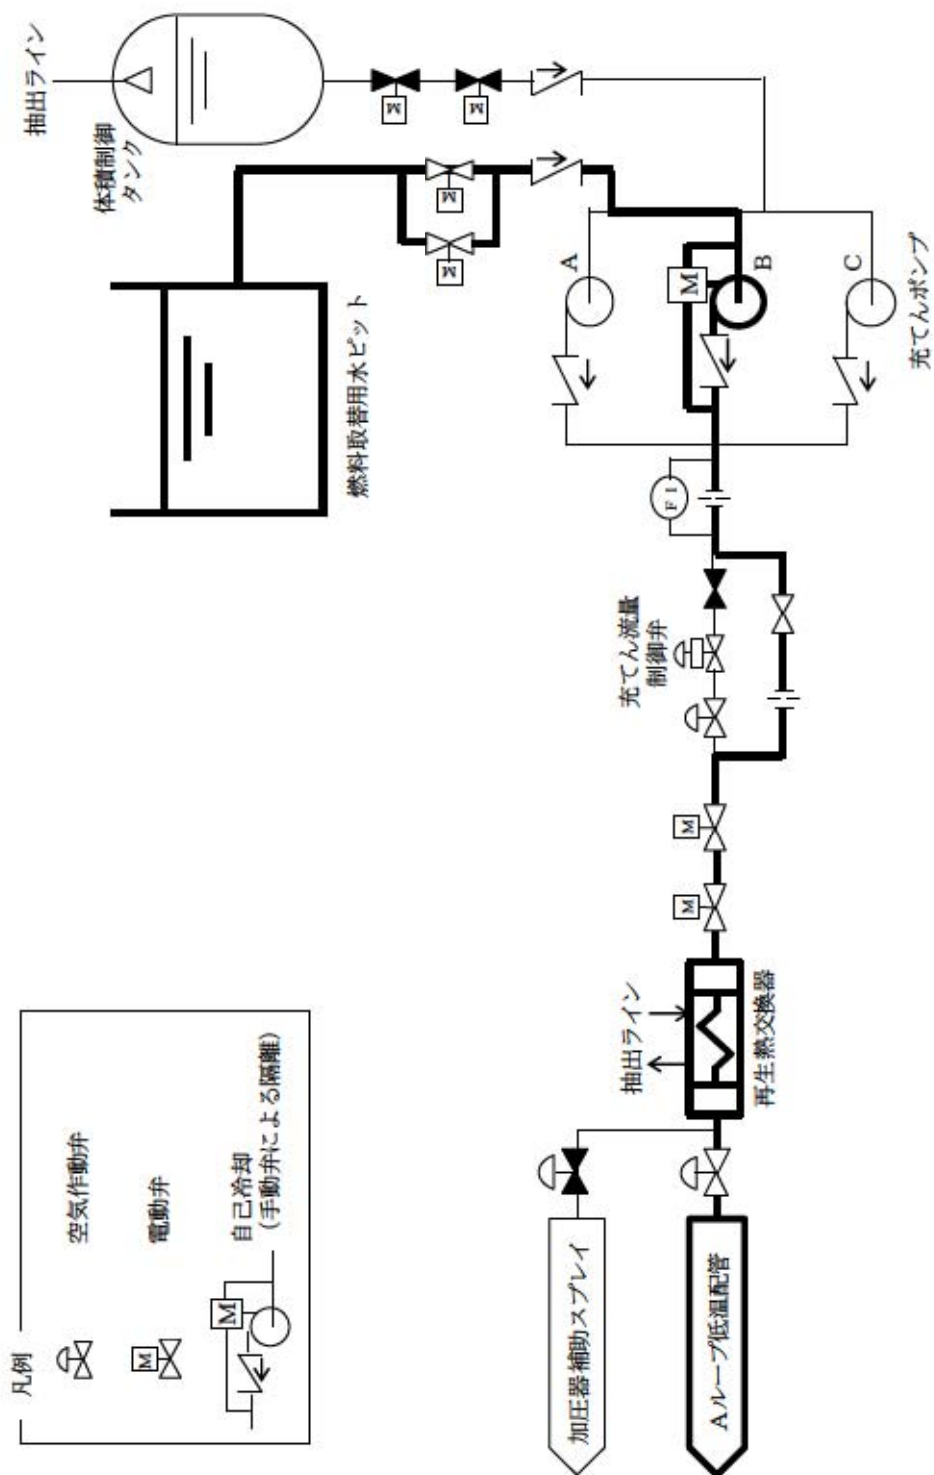 凡例
空気作動弁
M
電動弁
M
自己冷却
(手動弁による隔離)
加圧器補助スプレイ
Aループ低温配管
抽出ライン
再生熱交換器
M
M
充てん流量
制御弁
FI
M
A
B
C
充てんポンプ
燃料取替用水ピット
M
M
M
M
体積制御
タンク
抽出ライン